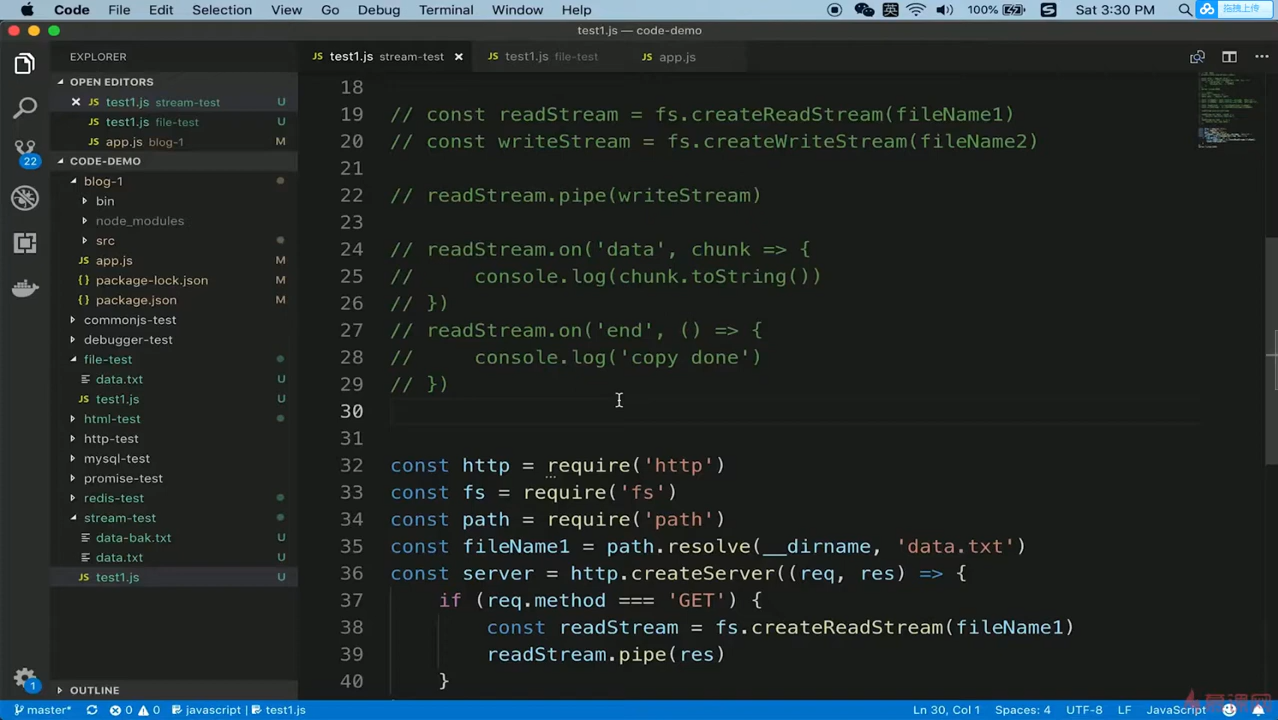 Code File Edit Selection View Go Debug Terminal Window Help 英 100% Sat 3:30 PM 拖拽上传
test1.js — code-demo
EXPLORER
test1.js stream-test
test1.js file-test
app.js
OPEN EDITORS
test1.js stream-test U
test1.js file-test U
app.js blog-1 M
CODE-DEMO
22
blog-1
bin
node_modules
src
app.js M
package-lock.json M
package.json M
commonjs-test
debugger-test
file-test
data.txt U
test1.js U
html-test
http-test
mysql-test
promise-test
redis-test
stream-test
data-bak.txt U
data.txt U
test1.js U
OUTLINE
1
18
19 // const readStream = fs.createReadStream(fileName1)
20 // const writeStream = fs.createWriteStream(fileName2)
21
22 // readStream.pipe(writeStream)
23
24 // readStream.on('data', chunk => {
25 //     console.log(chunk.toString())
26 // })
27 // readStream.on('end', () => {
28 //     console.log('copy done')
29 // })
30
31
32 const http = require('http')
33 const fs = require('fs')
34 const path = require('path')
35 const fileName1 = path.resolve(__dirname, 'data.txt')
36 const server = http.createServer((req, res) => {
37     if (req.method === 'GET') {
38         const readStream = fs.createReadStream(fileName1)
39         readStream.pipe(res)
40     }
master* 0 0 javascript test1.js Ln 30, Col 1 Spaces: 4 UTF-8 LF JavaScript